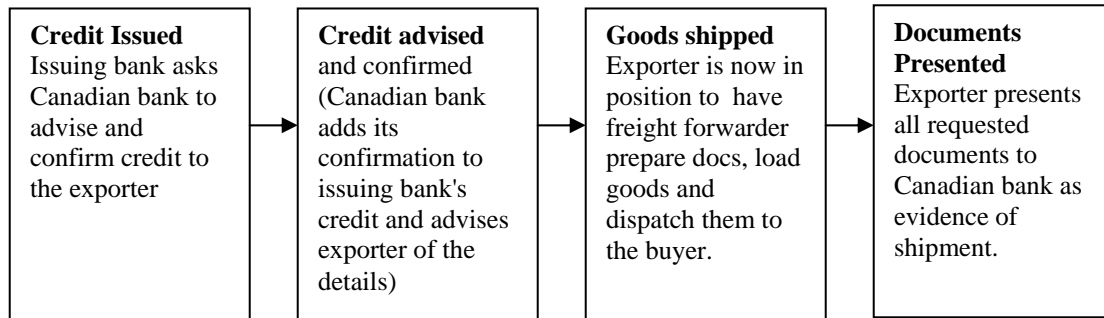 Credit Issued
Issuing bank asks
Canadian bank to
advise and
confirm credit to
the exporter
Credit advised
and confirmed
(Canadian bank
adds its
confirmation to
issuing bank's
credit and advises
exporter of the
details)
Goods shipped
Exporter is now in
position to have
freight forwarder
prepare docs, load
goods and
dispatch them to
the buyer.
Documents
Presented
Exporter presents
all requested
documents to
Canadian bank as
evidence of
shipment.